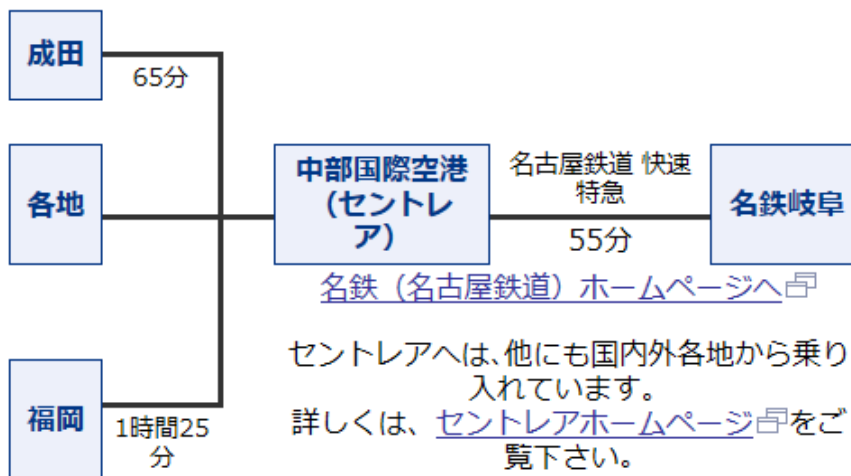 成田
65分
各地
中部国際空港
（セントレ
ア）
名古屋鉄道 快速
特急
55分
名鉄岐阜
名鉄（名古屋鉄道）ホームページへ
セントレアへは、他にも国内外各地から乗り
入れています。
詳しくは、セントレアホームページをご
覧下さい。
福岡
1時間25
分